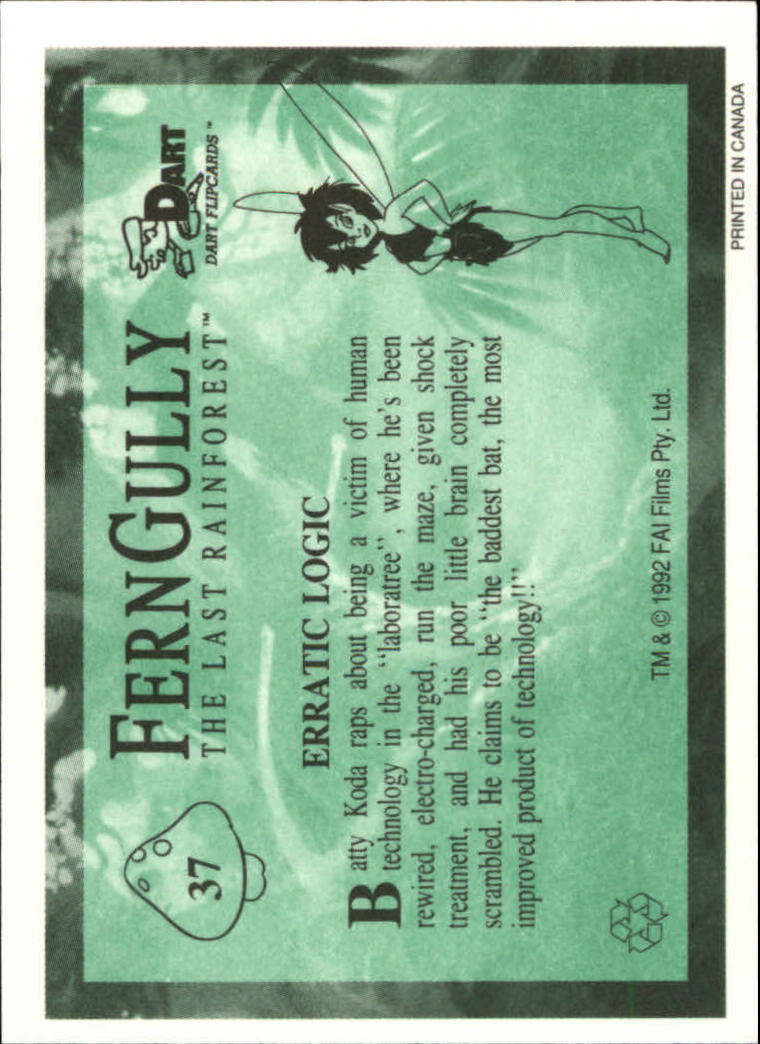 37
FERNGULLY
THE LAST RAINFOREST™
DART
DART FLIPCARDS™
ERRATIC LOGIC
Batty Koda raps about being a victim of human
technology in the "laboratree", where he's been
rewired, electro-charged, run the maze, given shock
treatment, and had his poor little brain completely
scrambled. He claims to be "the baddest bat, the most
improved product of technology!!"
TM & © 1992 FAI Films Pty. Ltd.
PRINTED IN CANADA